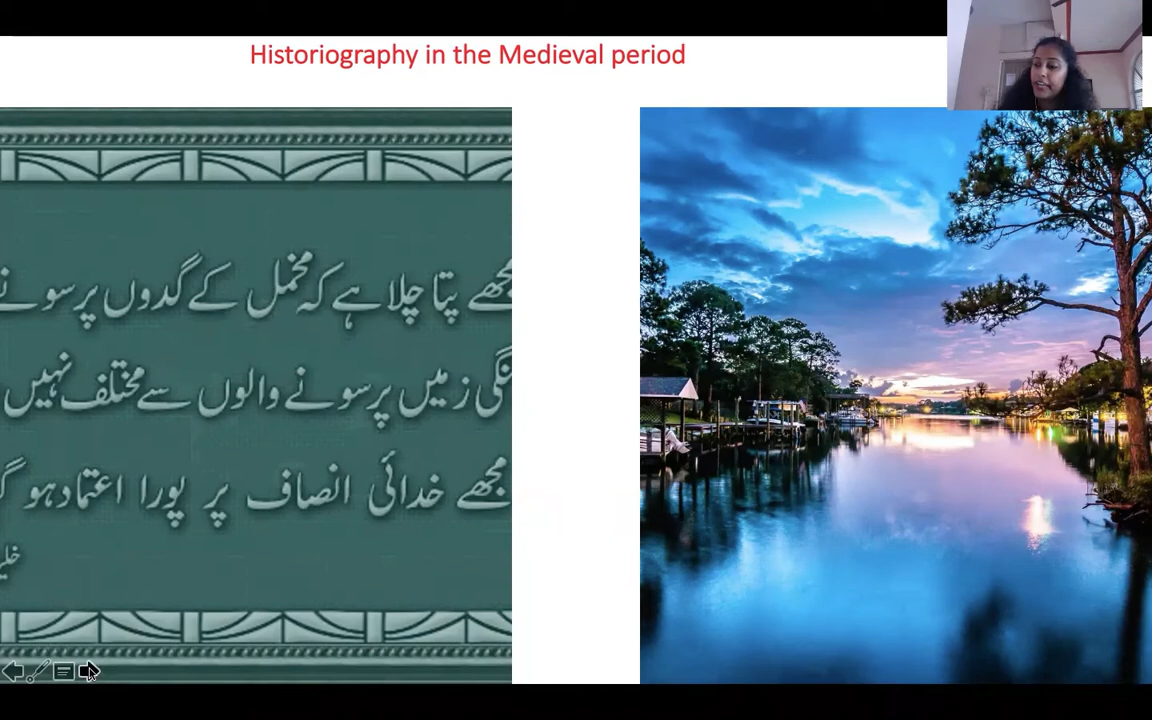 Historiography in the Medieval period
مجھے پتا چلا ہے کہ مخمل کے گدوں پر سونے
ننگی زمیں پر سونے والوں سے مختلف نہیں
مجھے خدائی انصاف پر پورا اعتماد ہو